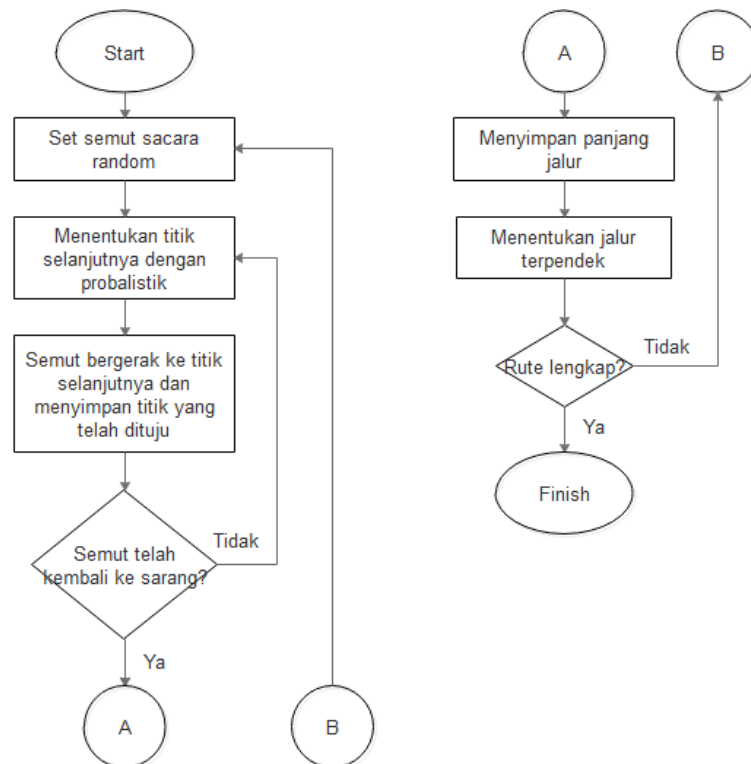 Start
Set semut sacara
random
Menentukan titik
selanjutnya dengan
probalistik
Semut bergerak ke titik
selanjutnya dan
menyimpan titik yang
telah dituju
Semut telah
kembali ke sarang?
Tidak
Ya
A
B
A
B
Menyimpan panjang
jalur
Menentukan jalur
terpendek
Rute lengkap?
Tidak
Ya
Finish